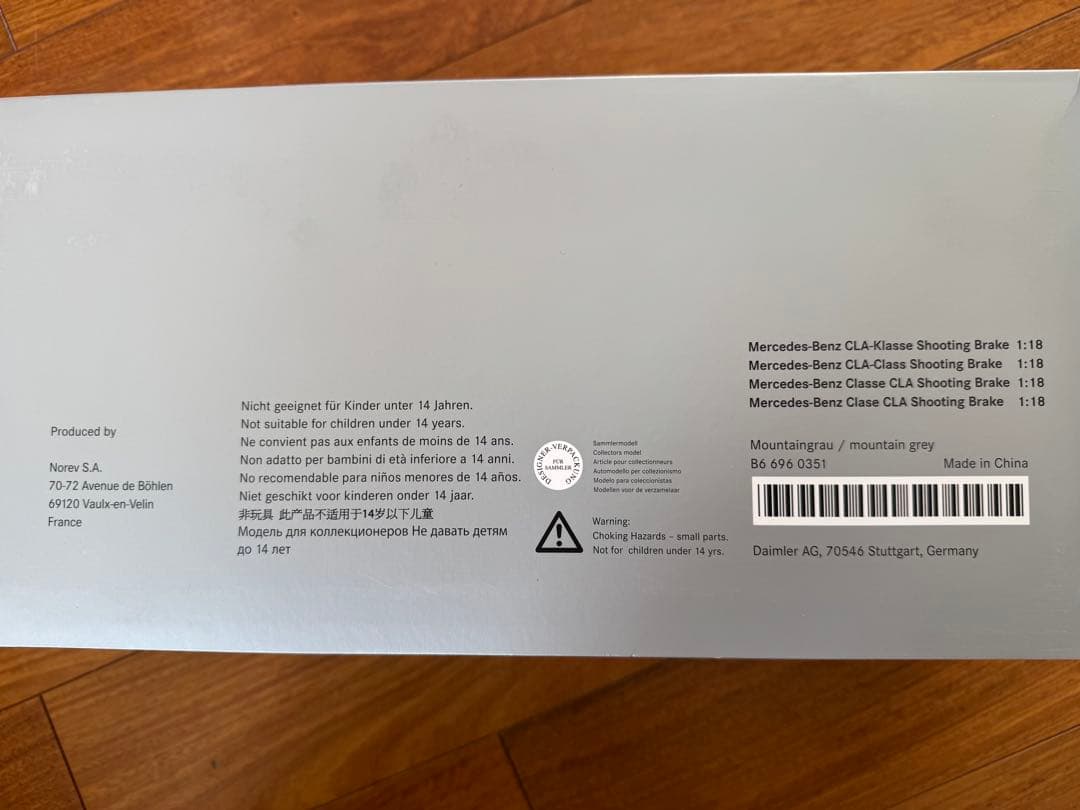 Mercedes-Benz CLA-Klasse Shooting Brake 1:18
Mercedes-Benz CLA-Class Shooting Brake 1:18
Mercedes-Benz Classe CLA Shooting Brake 1:18
Mercedes-Benz Clase CLA Shooting Brake 1:18
Mountaingrau / mountain grey
B6 696 0351 Made in China
Daimler AG, 70546 Stuttgart, Germany
Produced by
Norev S.A.
70-72 Avenue de Böhlen
69120 Vaulx-en-Velin
France
Nicht geeignet für Kinder unter 14 Jahren.
Not suitable for children under 14 years.
Ne convient pas aux enfants de moins de 14 ans.
Non adatto per bambini di età inferiore a 14 anni.
No recomendable para niños menores de 14 años.
Niet geschikt voor kinderen onder 14 jaar.
非玩具 此产品不适用于14岁以下儿童
Модель для коллекционеров Не давать детям
до 14 лет
DESIGNER-VERPACKUNG
FÜR
SAMMLER
Sammlermodell
Collectors model
Article pour collectionneurs
Automodello per collezionismo
Modelo para coleccionistas
Modellen voor de verzamelaar
Warning:
Choking Hazards - small parts.
Not for children under 14 yrs.